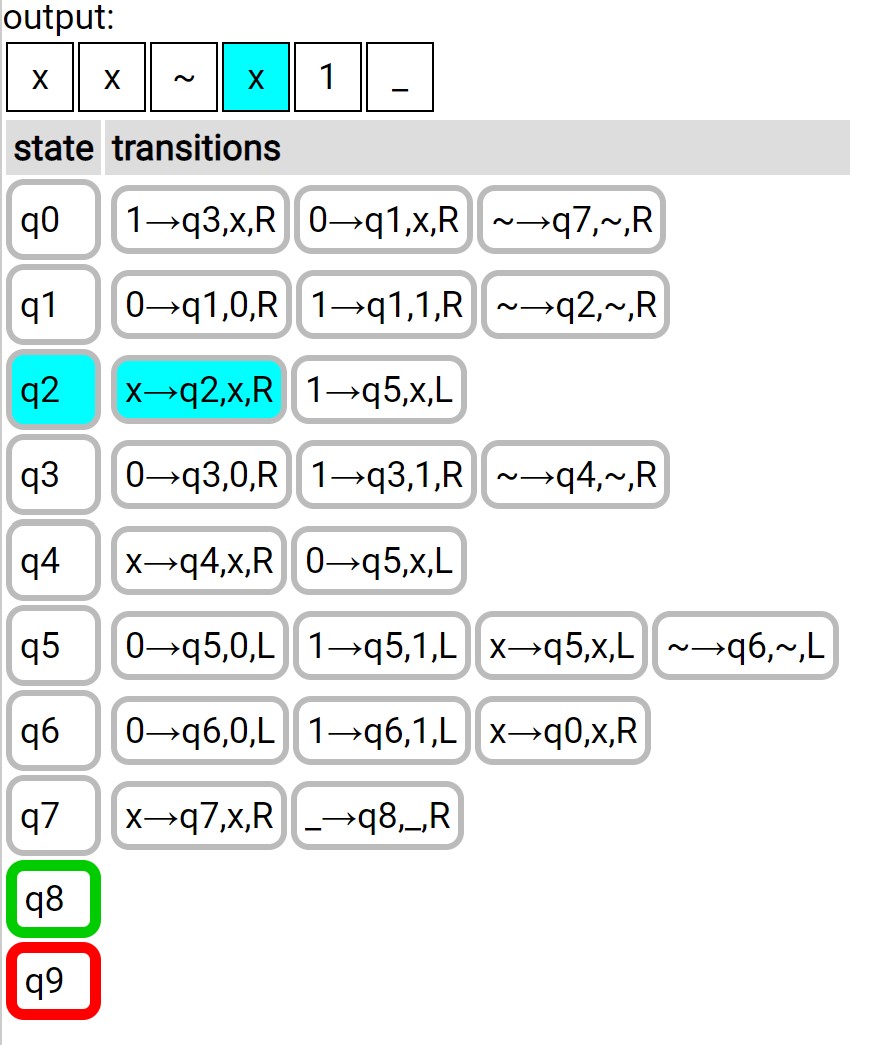 output:
x x ~ x 1 _
state transitions
q0 1→q3,x,R 0→q1,x,R ~→q7,~,R
q1 0→q1,0,R 1→q1,1,R ~→q2,~,R
q2 x→q2,x,R 1→q5,x,L
q3 0→q3,0,R 1→q3,1,R ~→q4,~,R
q4 x→q4,x,R 0→q5,x,L
q5 0→q5,0,L 1→q5,1,L x→q5,x,L ~→q6,~,L
q6 0→q6,0,L 1→q6,1,L x→q0,x,R
q7 x→q7,x,R _→q8,_,R
q8
q9